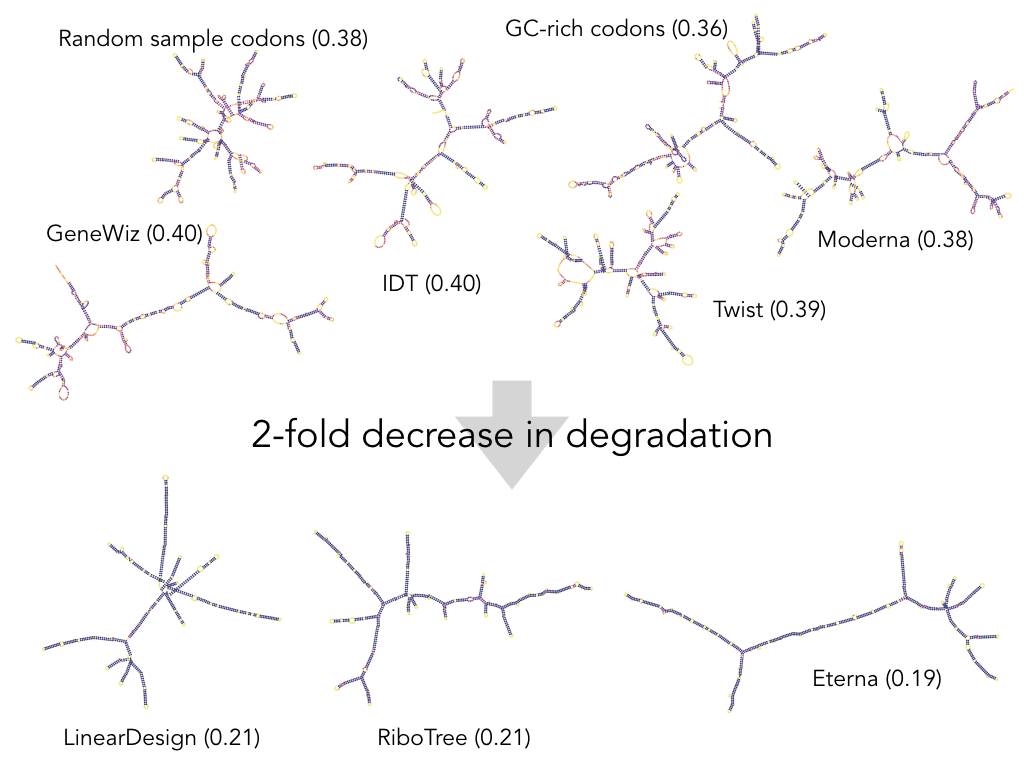 Random sample codons (0.38)
GC-rich codons (0.36)
GeneWiz (0.40)
IDT (0.40)
Moderna (0.38)
Twist (0.39)
2-fold decrease in degradation
Eterna (0.19)
LinearDesign (0.21)
RiboTree (0.21)